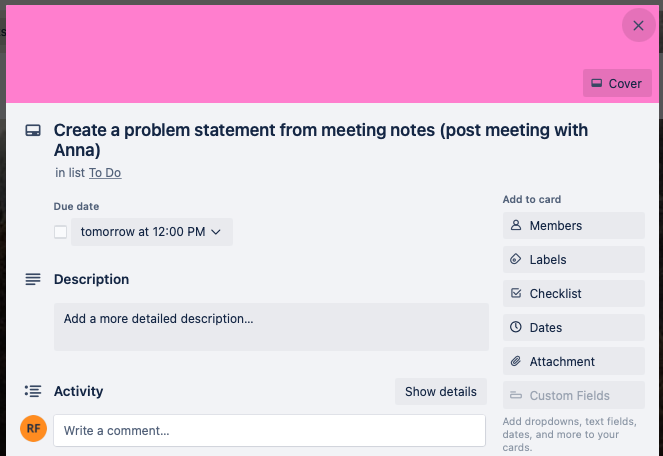 s
Cover
Create a problem statement from meeting notes (post meeting with
Anna)
in list To Do
Due date
tomorrow at 12:00 PM
Description
Add a more detailed description...
Activity
Show details
RF
Write a comment...
Add to card
Members
Labels
Checklist
Dates
Attachment
Custom Fields
Add dropdowns, text fields,
dates, and more to your
cards.